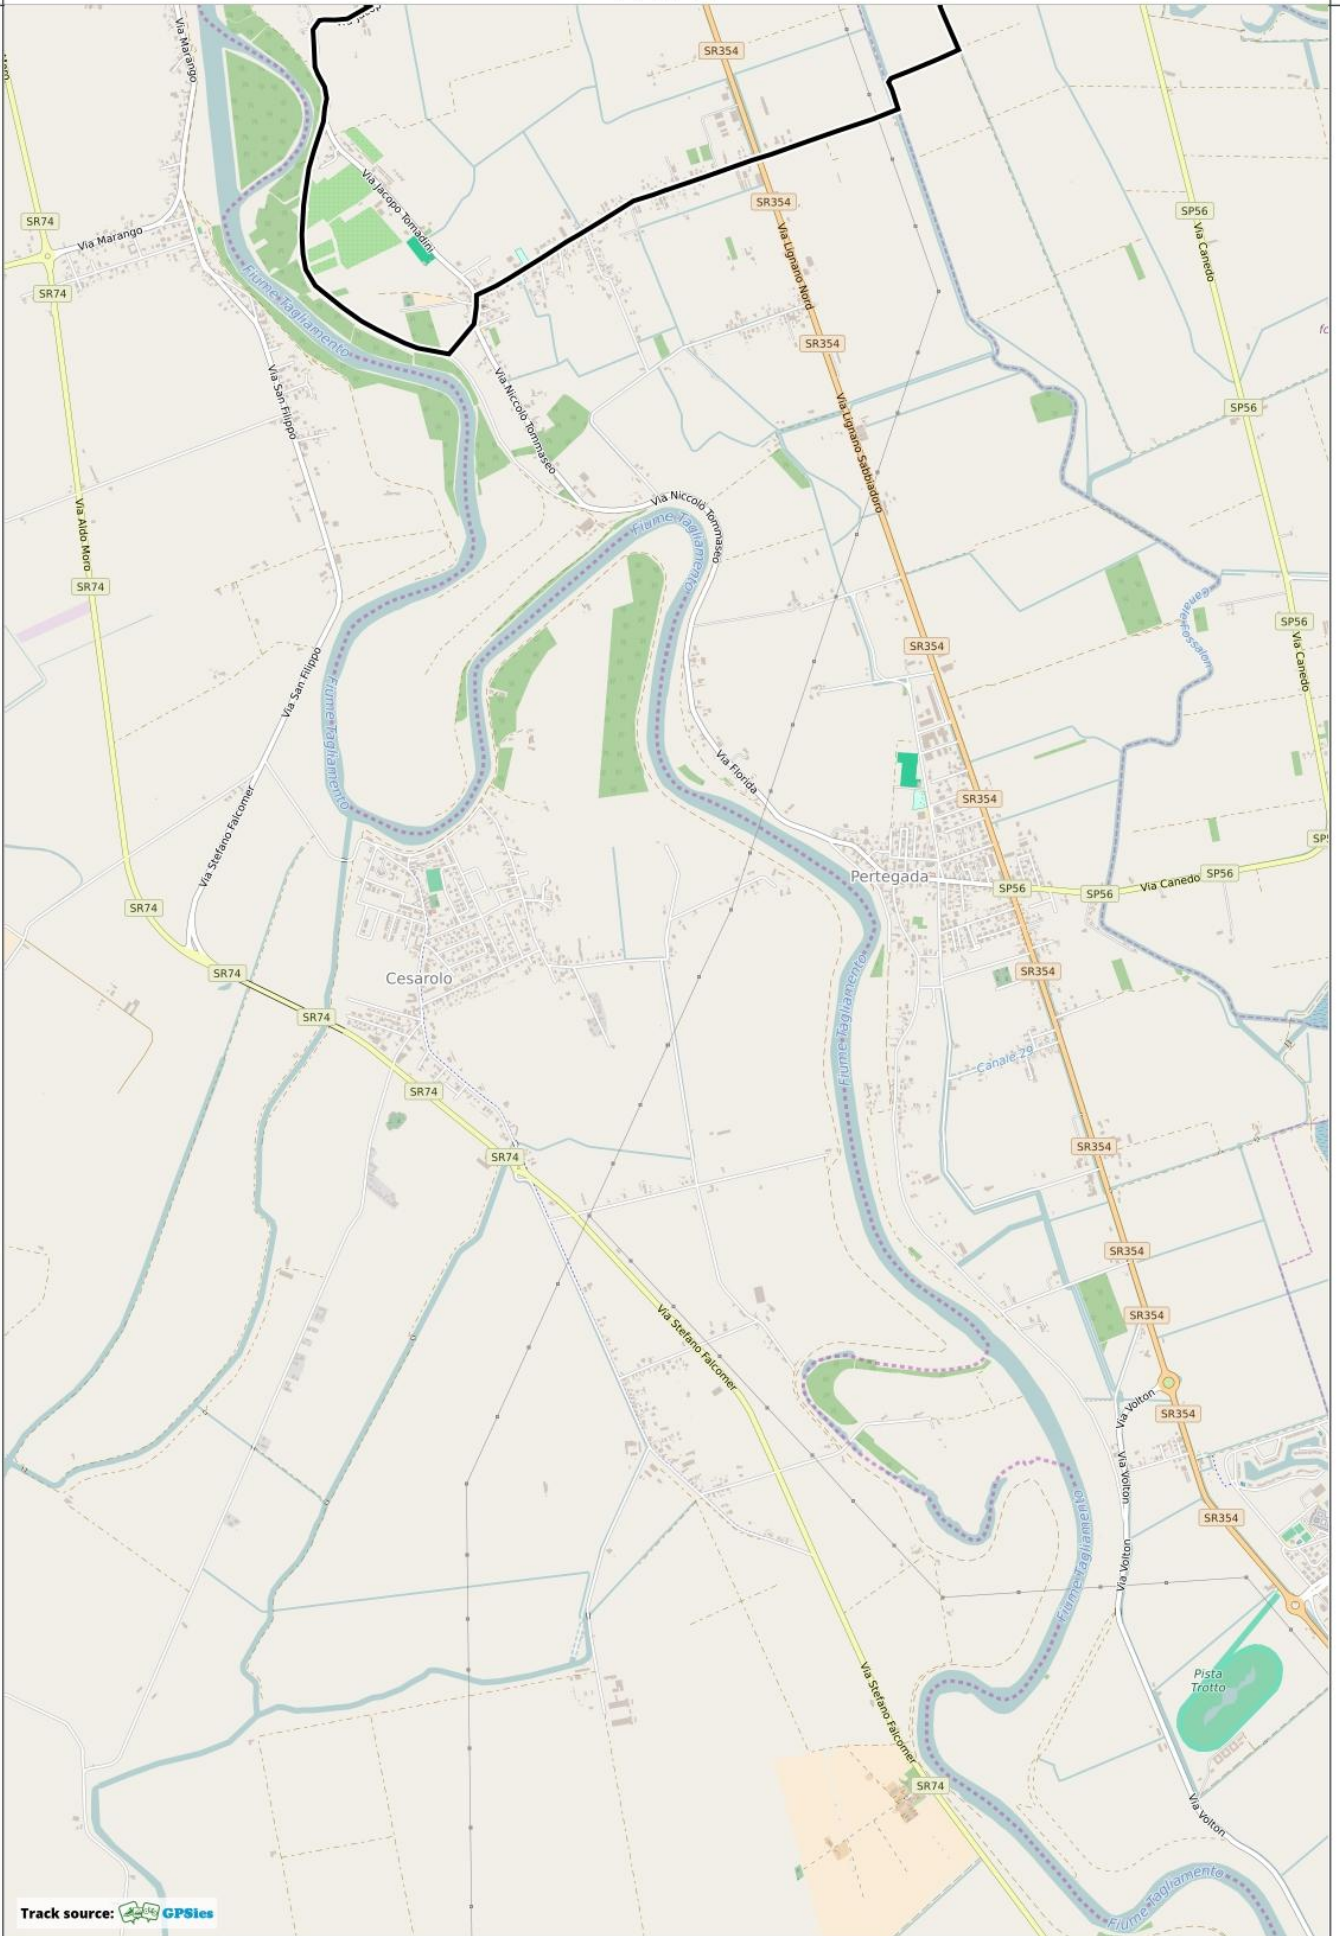 SR354
Via Marango
SR354
SP56
SR74
Via Marango
Via Jacopo Tomadini
Via Canedo
Via Lignano Nord
SR74
Fiume Tagliamento
SR354
Via San Filippo
Via Niccolò Tommaseo
SP56
Via Lignano Sabbiadoro
Via Niccolò Tommaseo
Fiume Tagliamento
Via Aldo Moro
SR74
Canale Fossalon
SP56
SR354
Via Canedo
Via San Filippo
Fiume Tagliamento
Via Florida
SR354
Via Stefano Falcomer
Pertegada
SP56
SP56
Via Canedo
SP56
SR74
Cesarolo
SR74
SR354
Fiume Tagliamento
SR74
Canale 29
SR74
SR354
SR74
SR354
SR354
Via Stefano Falcomer
Via Volton
SR354
Via Volton
SR354
Fiume Tagliamento
Via Volton
Pista
Trotto
Via Stefano Falcomer
SR74
Via Volton
Fiume Tagliamento
Track source: GPSies